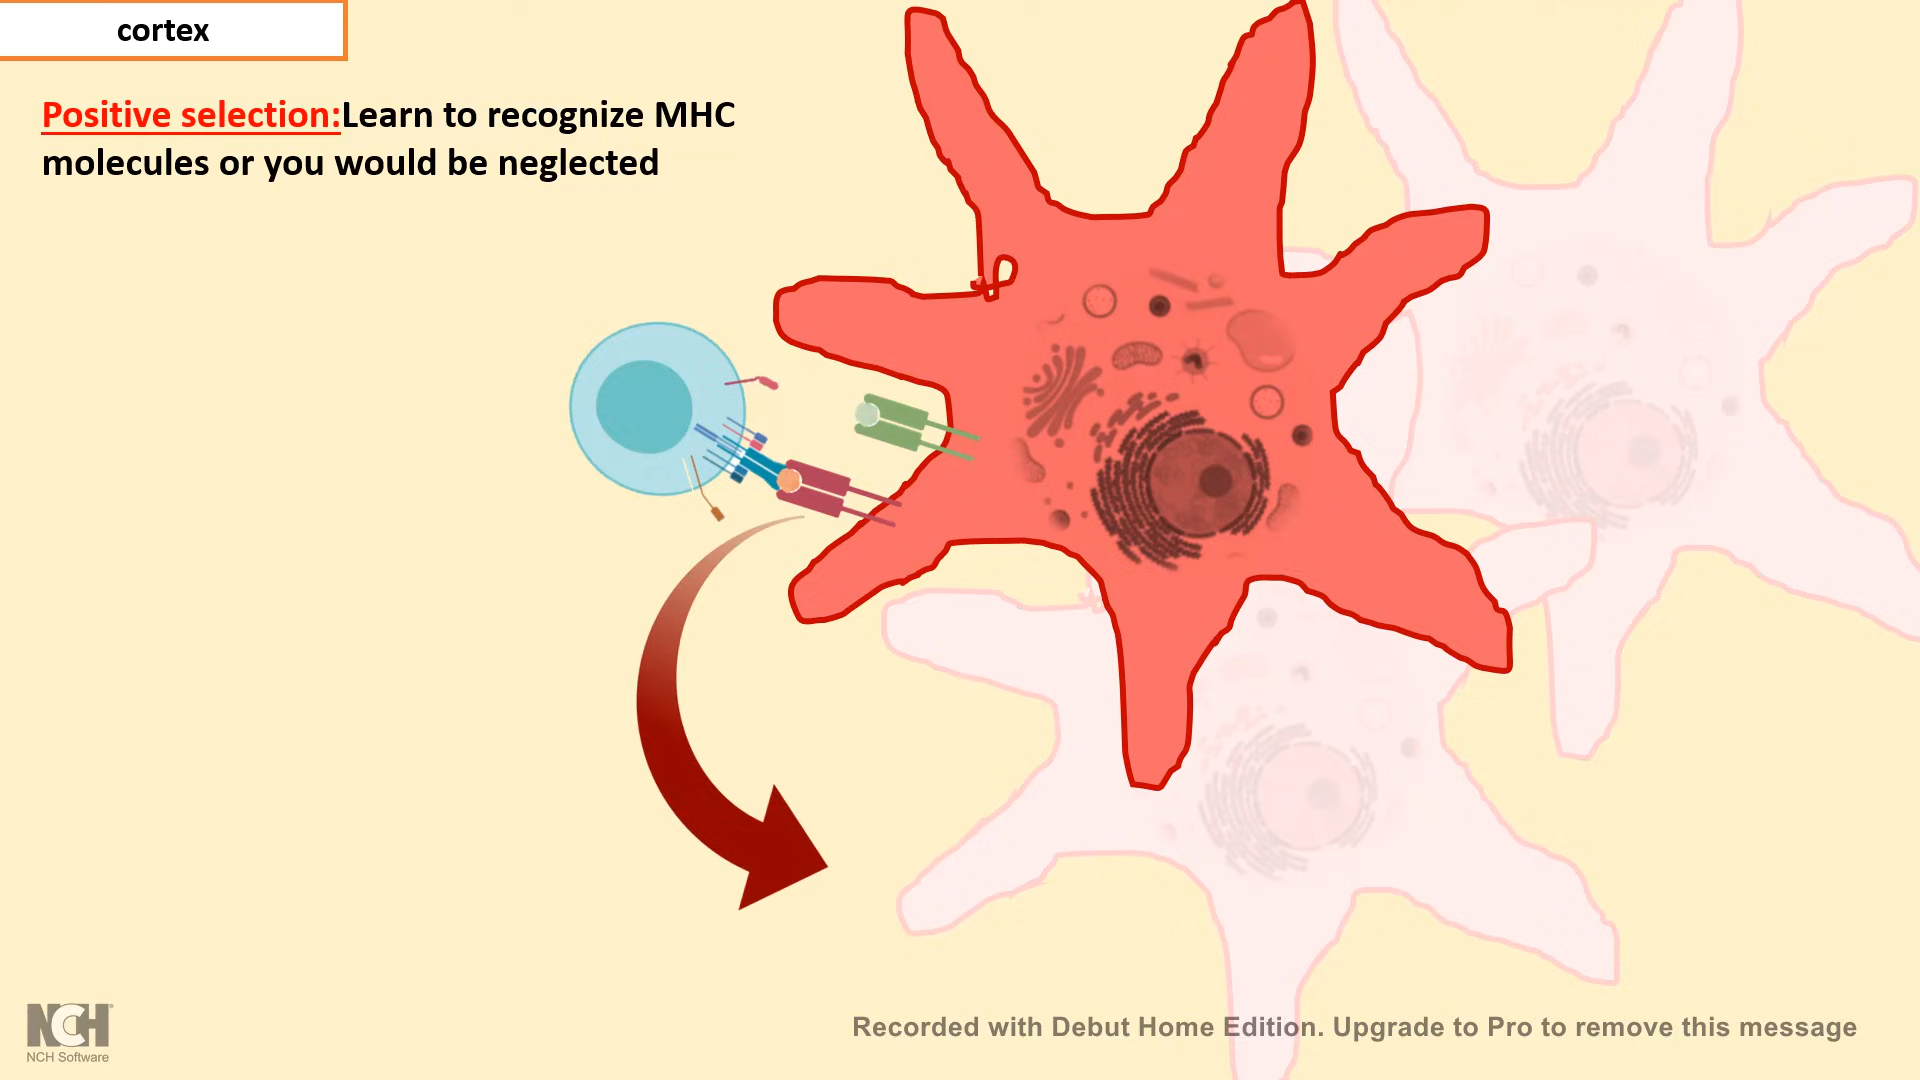 cortex
Positive selection:Learn to recognize MHC
molecules or you would be neglected
NCH
NCH Software
Recorded with Debut Home Edition. Upgrade to Pro to remove this message